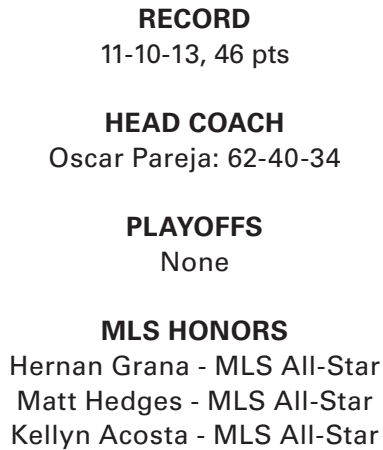 RECORD
11-10-13, 46 pts
HEAD COACH
Oscar Pareja: 62-40-34
PLAYOFFS
None
MLS HONORS
Hernan Grana - MLS All-Star
Matt Hedges - MLS All-Star
Kellyn Acosta - MLS All-Star